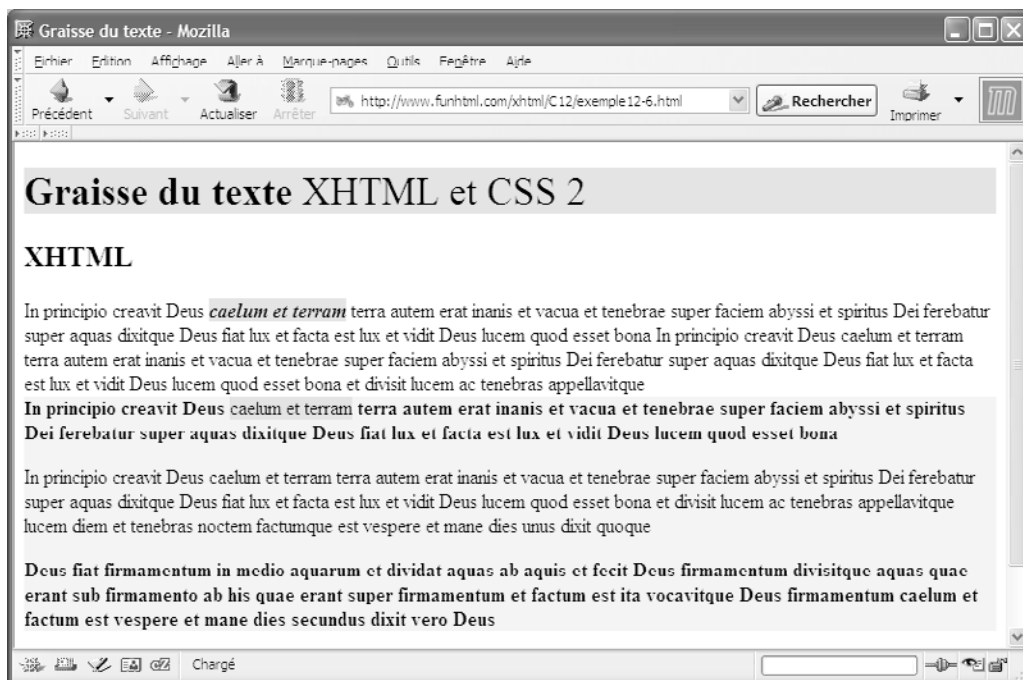 Graisse du texte - Mozilla
Fichier Edition Affichage Aller à Marque-pages Outils Fenêtre Aide
http://www.funhtml.com/xhtml/C12/exemple12-6.html Rechercher
Précédent Suivant Actualiser Arrêter Imprimer
Graisse du texte XHTML et CSS 2
XHTML
In principio creavit Deus caelum et terram terra autem erat inanis et vacua et tenebrae super faciem abyssi et spiritus Dei ferebatur
super aquas dixitque Deus fiat lux et facta est lux et vidit Deus lucem quod esset bona In principio creavit Deus caelum et terram
terra autem erat inanis et vacua et tenebrae super faciem abyssi et spiritus Dei ferebatur super aquas dixitque Deus fiat lux et facta
est lux et vidit Deus lucem quod esset bona et divisit lucem ac tenebras appellavitque
In principio creavit Deus caelum et terram terra autem erat inanis et vacua et tenebrae super faciem abyssi et spiritus
Dei ferebatur super aquas dixitque Deus fiat lux et facta est lux et vidit Deus lucem quod esset bona
In principio creavit Deus caelum et terram terra autem erat inanis et vacua et tenebrae super faciem abyssi et spiritus Dei ferebatur
super aquas dixitque Deus fiat lux et facta est lux et vidit Deus lucem quod esset bona et divisit lucem ac tenebras appellavitque
lucem diem et tenebras noctem factumque est vespere et mane dies unus dixit quoque
Deus fiat firmamentum in medio aquarum et dividat aquas ab aquis et fecit Deus firmamentum divisitque aquas quae
erant sub firmamento ab his quae erant super firmamentum et factum est ita vocavitque Deus firmamentum caelum et
factum est vespere et mane dies secundus dixit vero Deus
Chargé